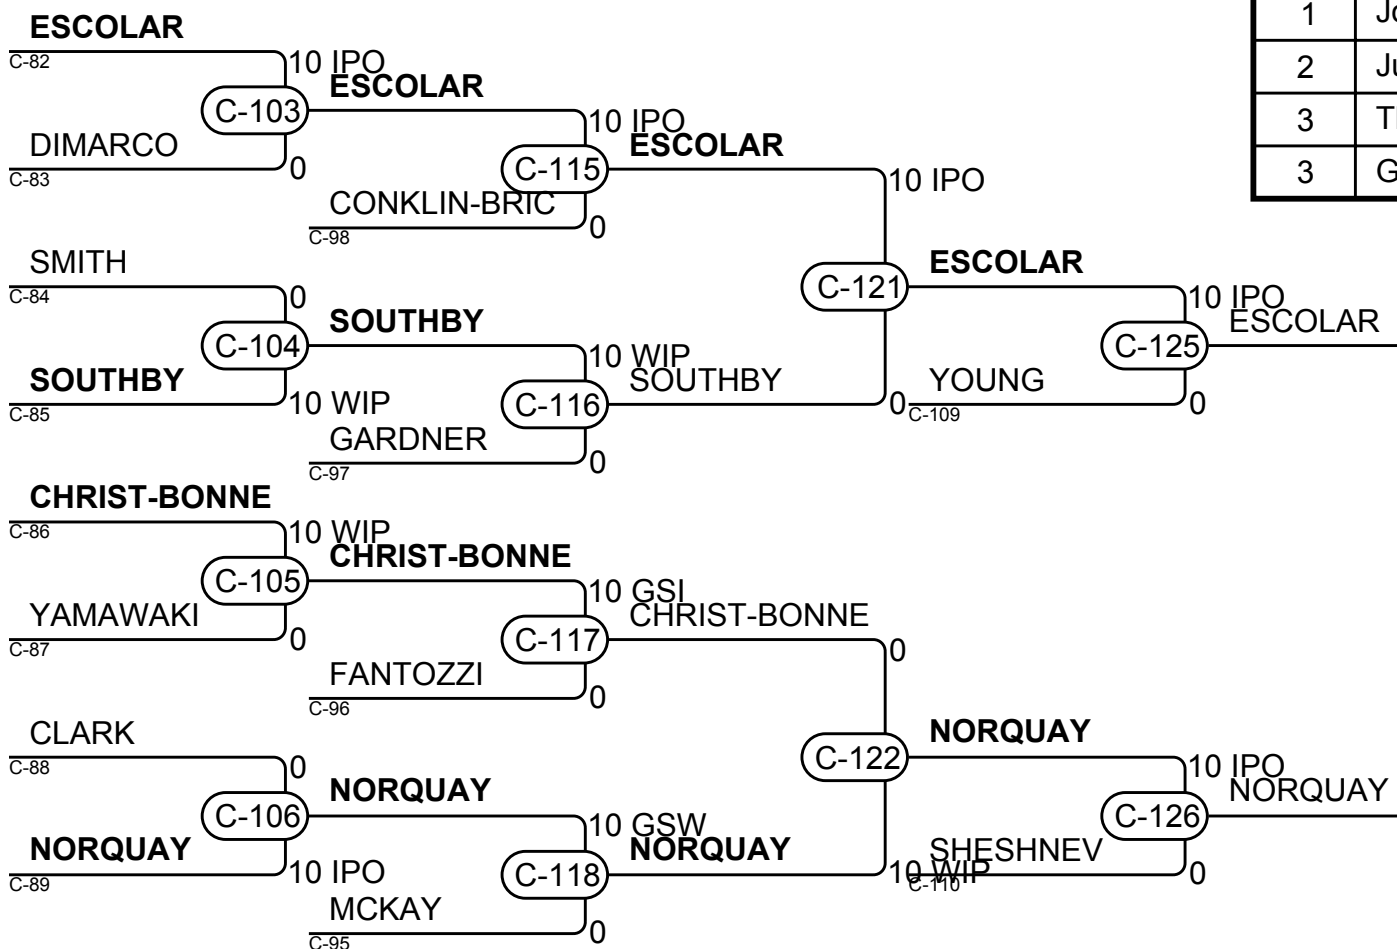 ESCOLAR
C-82
10 IPO
ESCOLAR
C-103
10 IPO
ESCOLAR
DIMARCO
C-83
0
C-115
10 IPO
CONKLIN-BRIC
C-98
0
SMITH
C-84
0
ESCOLAR
C-121
10 IPO
ESCOLAR
SOUTHBY
C-104
10 WIP
SOUTHBY
C-125
SOUTHBY
C-85
10 WIP
C-116
0
YOUNG
C-109
0
GARDNER
C-97
0
CHRIST-BONNE
C-86
10 WIP
CHRIST-BONNE
C-105
10 GSI
CHRIST-BONNE
YAMAWAKI
C-87
0
C-117
0
FANTOZZI
C-96
0
CLARK
C-88
0
NORQUAY
C-122
10 IPO
NORQUAY
NORQUAY
C-106
10 GSW
NORQUAY
C-126
NORQUAY
C-89
10 IPO
C-118
10 WIP
SHESHNEV
C-110
0
MCKAY
C-95
0
1
2
3
3 G